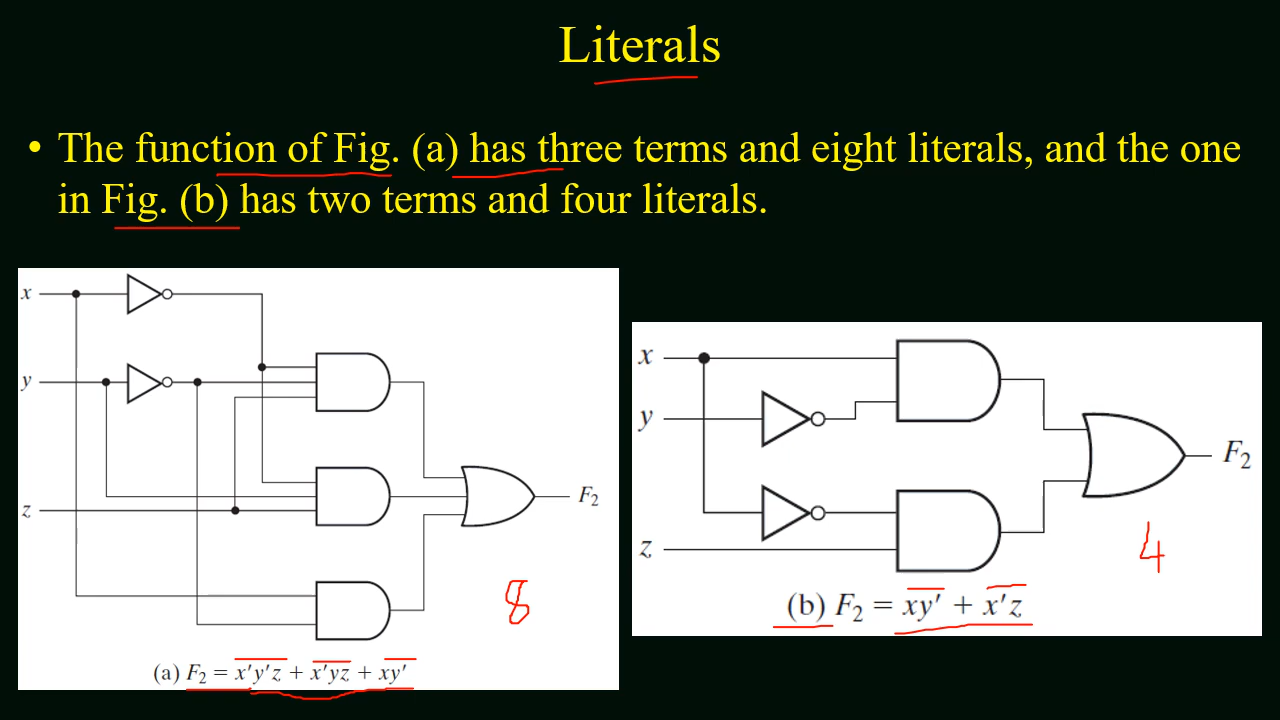 Literals
• The function of Fig. (a) has three terms and eight literals, and the one
in Fig. (b) has two terms and four literals.
x
y
z
F₂
8
(a) F₂ = x'y'z + x'yz + xy'
x
y
z
F₂
4
(b) F₂ = xy' + x'z